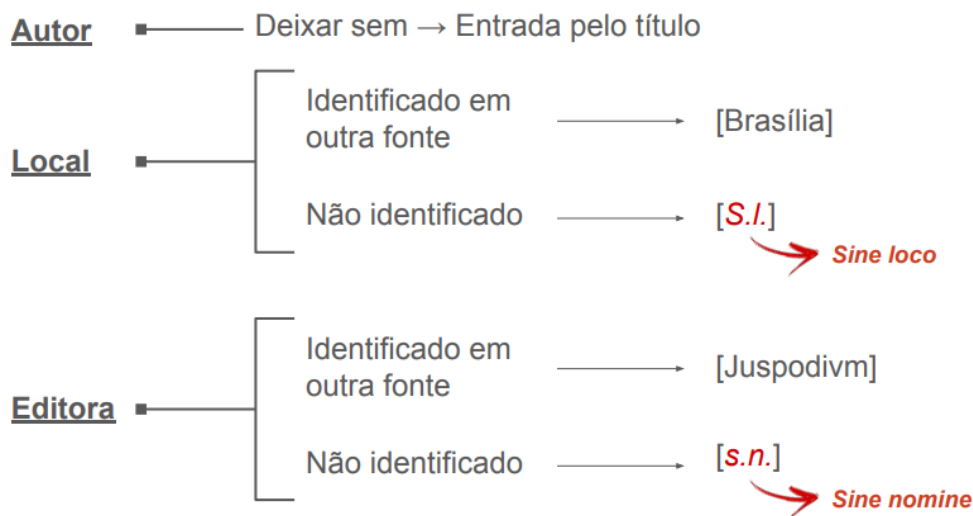 Autor Deixar sem → Entrada pelo título
Identificado em
outra fonte [Brasília]
Local
Não identificado [S.l.]
Sine loco
Identificado em
outra fonte [Juspodivm]
Editora
Não identificado [s.n.]
Sine nomine